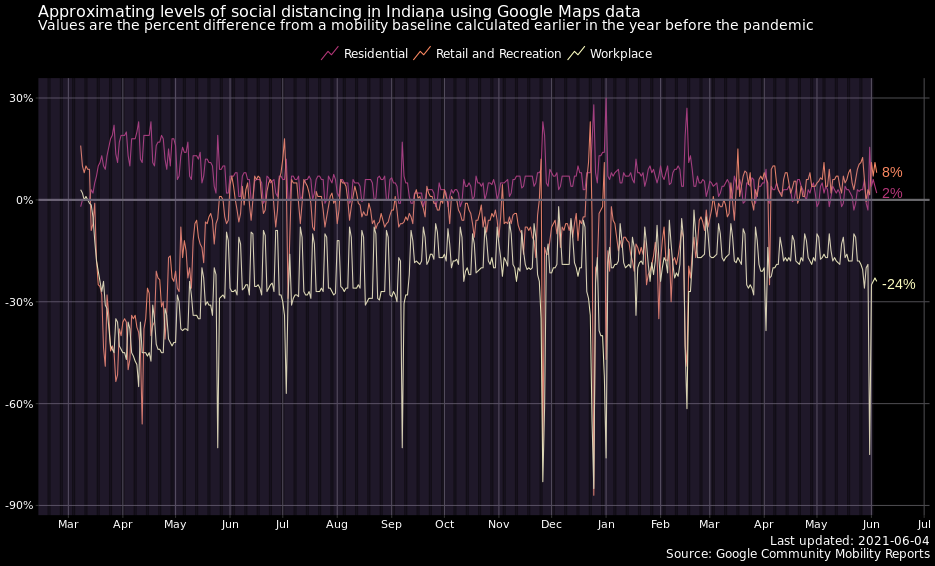 Approximating levels of social distancing in Indiana using Google Maps data
Values are the percent difference from a mobility baseline calculated earlier in the year before the pandemic
Residential Retail and Recreation Workplace
30%
0%
-30%
-60%
-90%
8%
2%
-24%
Mar Apr May Jun Jul Aug Sep Oct Nov Dec Jan Feb Mar Apr May Jun Jul
Last updated: 2021-06-04
Source: Google Community Mobility Reports